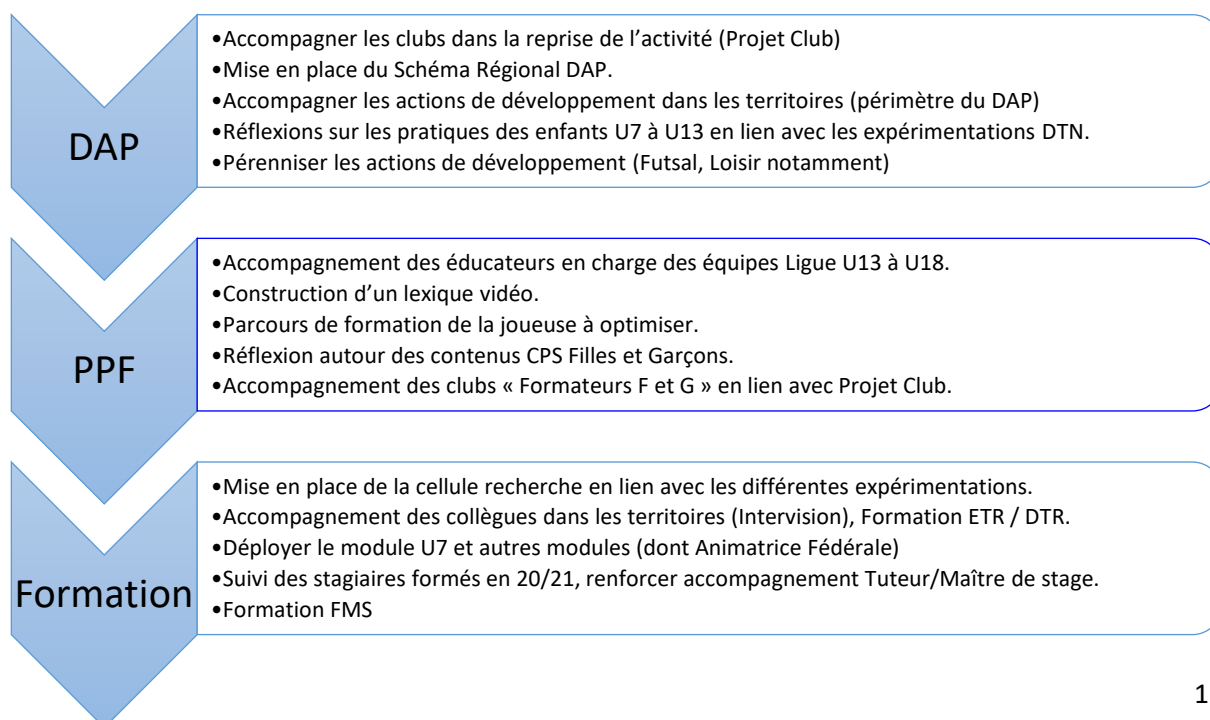 DAP
•Accompagner les clubs dans la reprise de l’activité (Projet Club)
•Mise en place du Schéma Régional DAP.
•Accompagner les actions de développement dans les territoires (périmètre du DAP)
•Réflexions sur les pratiques des enfants U7 à U13 en lien avec les expérimentations DTN.
•Pérenniser les actions de développement (Futsal, Loisir notamment)
PPF
•Accompagnement des éducateurs en charge des équipes Ligue U13 à U18.
•Construction d’un lexique vidéo.
•Parcours de formation de la joueuse à optimiser.
•Réflexion autour des contenus CPS Filles et Garçons.
•Accompagnement des clubs « Formateurs F et G » en lien avec Projet Club.
Formation
•Mise en place de la cellule recherche en lien avec les différentes expérimentations.
•Accompagnement des collègues dans les territoires (Intervision), Formation ETR / DTR.
•Déployer le module U7 et autres modules (dont Animatrice Fédérale)
•Suivi des stagiaires formés en 20/21, renforcer accompagnement Tuteur/Maître de stage.
•Formation FMS
1